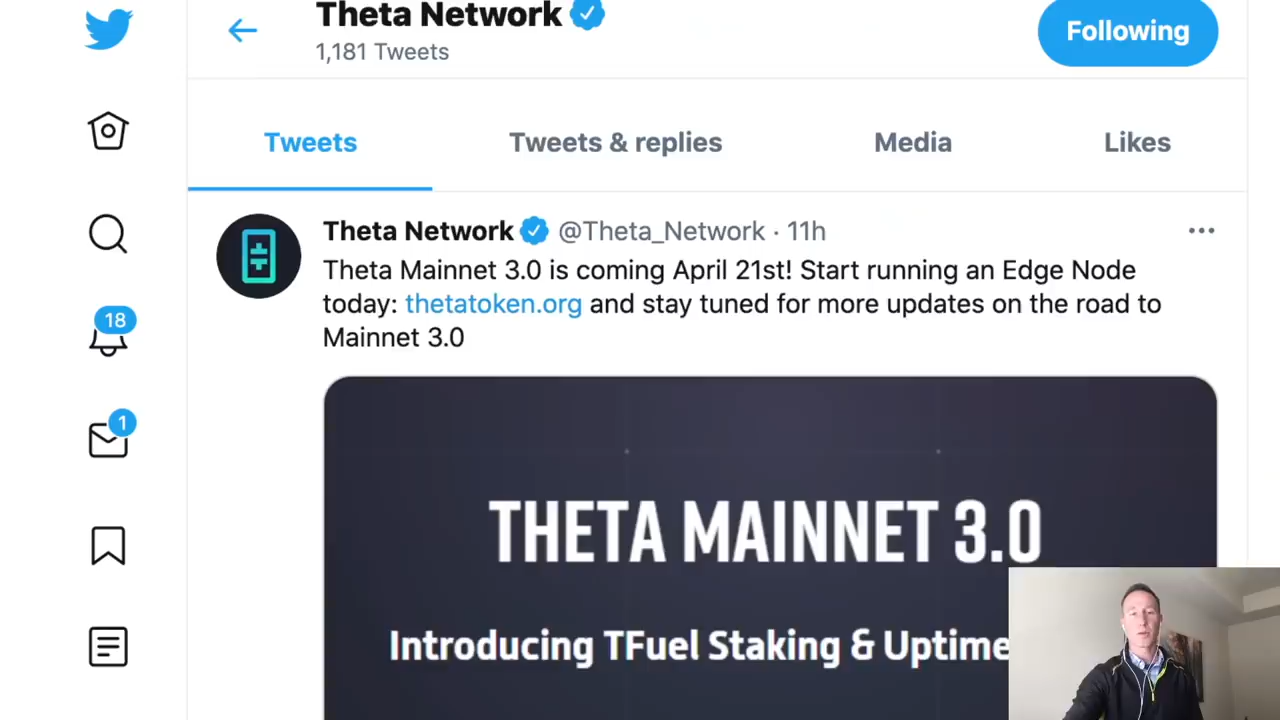 Theta Network
1,181 Tweets
Following
Tweets
Tweets & replies
Media
Likes
Theta Network @Theta_Network · 11h
Theta Mainnet 3.0 is coming April 21st! Start running an Edge Node
today: thetatoken.org and stay tuned for more updates on the road to
Mainnet 3.0
18
1
THETA MAINNET 3.0
Introducing TFuel Staking & Uptime